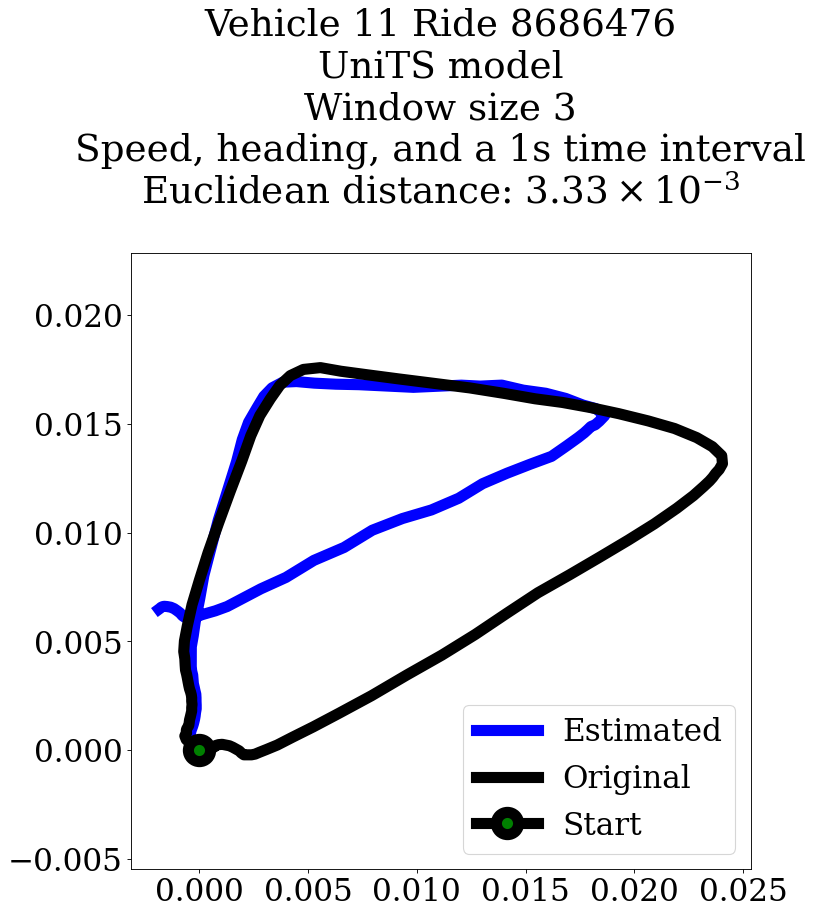 Vehicle 11 Ride 8686476
UniTS model
Window size 3
Speed, heading, and a 1s time interval
Euclidean distance: 3.33 × 10⁻³
0.020
0.015
0.010
0.005
0.000
−0.005
Estimated
Original
Start
0.000 0.005 0.010 0.015 0.020 0.025